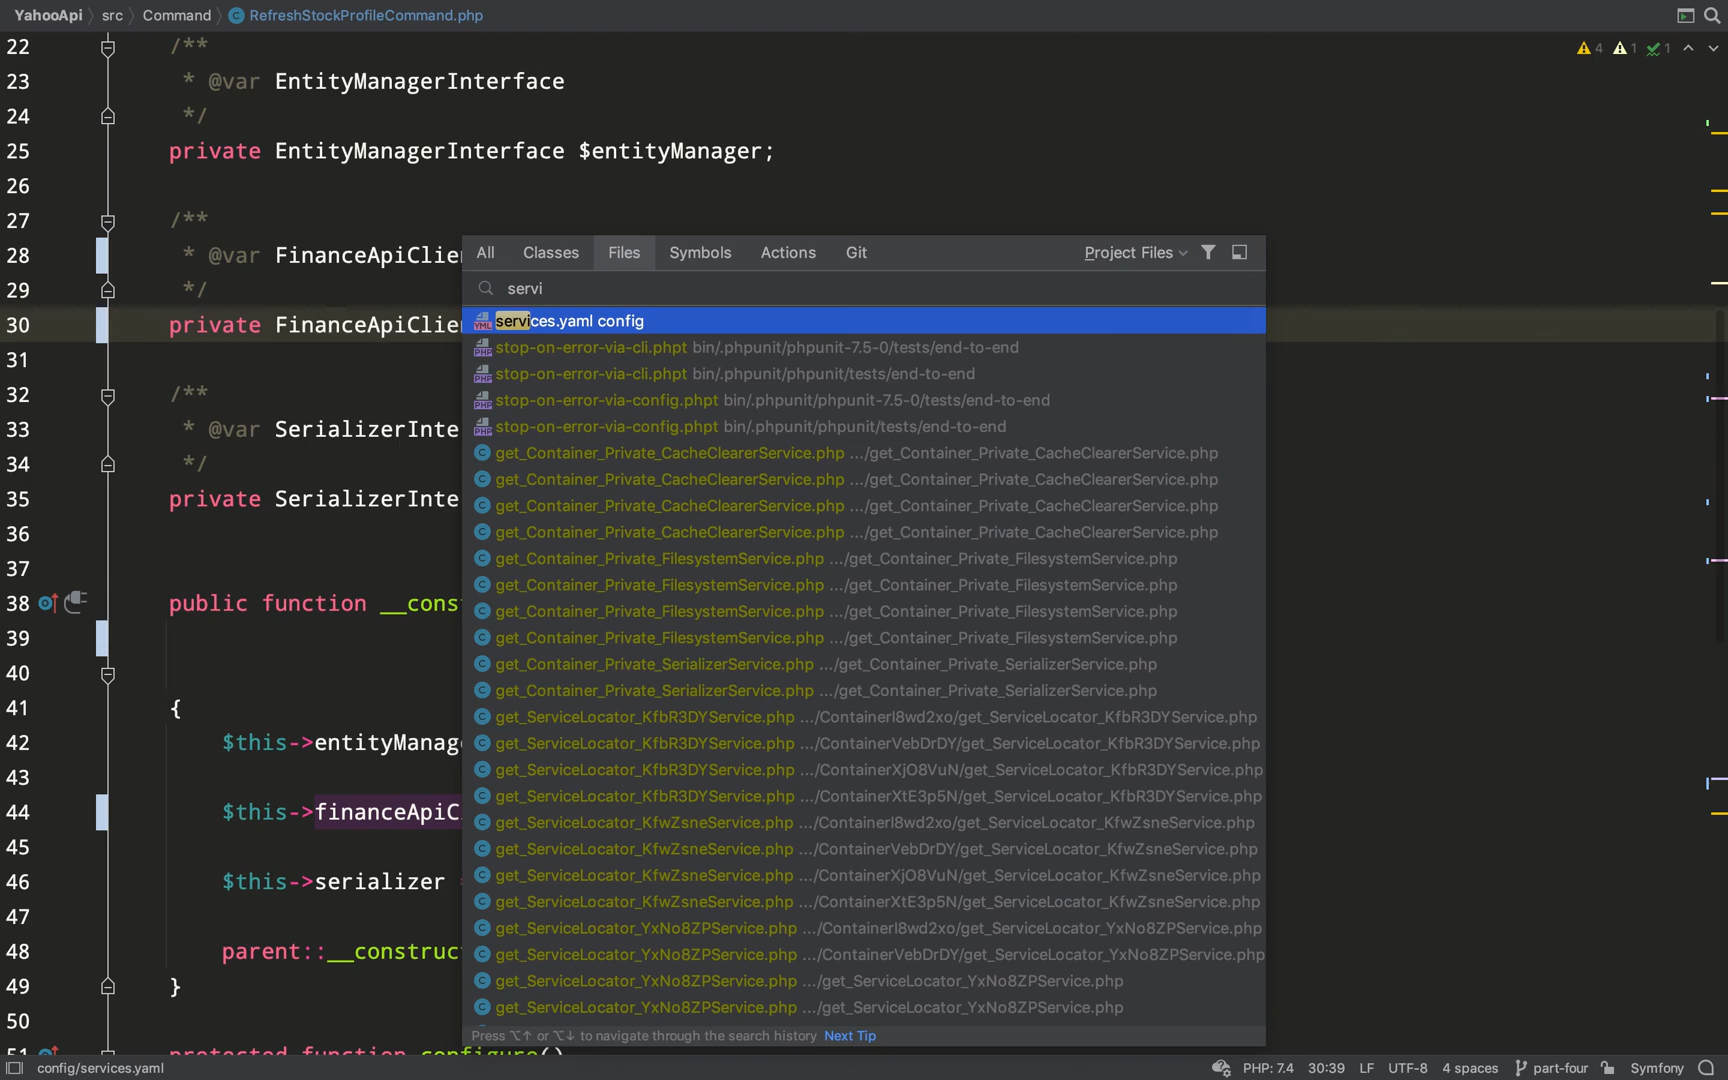 YahooApi src Command RefreshStockProfileCommand.php
4 1 1
22 /**
23 * @var EntityManagerInterface
24 */
25 private EntityManagerInterface $entityManager;
26
27 /**
28 * @var FinanceApiClie
29 */
30 private FinanceApiClie
31
32 /**
33 * @var SerializerInte
34 */
35 private SerializerInte
36
37
38 public function __cons
39
40
41 {
42 $this->entityManag
43
44 $this->financeApiC
45
46 $this->serializer
47
48 parent::__construc
49 }
50
51 protected function configure()
All Classes Files Symbols Actions Git Project Files
servi
services.yaml config
stop-on-error-via-cli.phpt bin/.phpunit/phpunit-7.5-0/tests/end-to-end
stop-on-error-via-cli.phpt bin/.phpunit/phpunit/tests/end-to-end
stop-on-error-via-config.phpt bin/.phpunit/phpunit-7.5-0/tests/end-to-end
stop-on-error-via-config.phpt bin/.phpunit/phpunit/tests/end-to-end
get_Container_Private_CacheClearerService.php .../get_Container_Private_CacheClearerService.php
get_Container_Private_CacheClearerService.php .../get_Container_Private_CacheClearerService.php
get_Container_Private_CacheClearerService.php .../get_Container_Private_CacheClearerService.php
get_Container_Private_CacheClearerService.php .../get_Container_Private_CacheClearerService.php
get_Container_Private_FilesystemService.php .../get_Container_Private_FilesystemService.php
get_Container_Private_FilesystemService.php .../get_Container_Private_FilesystemService.php
get_Container_Private_FilesystemService.php .../get_Container_Private_FilesystemService.php
get_Container_Private_FilesystemService.php .../get_Container_Private_FilesystemService.php
get_Container_Private_SerializerService.php .../get_Container_Private_SerializerService.php
get_Container_Private_SerializerService.php .../get_Container_Private_SerializerService.php
get_ServiceLocator_KfbR3DYService.php .../ContainerI8wd2xo/get_ServiceLocator_KfbR3DYService.php
get_ServiceLocator_KfbR3DYService.php .../ContainerVebDrDY/get_ServiceLocator_KfbR3DYService.php
get_ServiceLocator_KfbR3DYService.php .../ContainerXjO8VuN/get_ServiceLocator_KfbR3DYService.php
get_ServiceLocator_KfbR3DYService.php .../ContainerXtE3p5N/get_ServiceLocator_KfbR3DYService.php
get_ServiceLocator_KfwZsneService.php .../ContainerI8wd2xo/get_ServiceLocator_KfwZsneService.php
get_ServiceLocator_KfwZsneService.php .../ContainerVebDrDY/get_ServiceLocator_KfwZsneService.php
get_ServiceLocator_KfwZsneService.php .../ContainerXjO8VuN/get_ServiceLocator_KfwZsneService.php
get_ServiceLocator_KfwZsneService.php .../ContainerXtE3p5N/get_ServiceLocator_KfwZsneService.php
get_ServiceLocator_YxNo8ZPService.php .../ContainerI8wd2xo/get_ServiceLocator_YxNo8ZPService.php
get_ServiceLocator_YxNo8ZPService.php .../ContainerVebDrDY/get_ServiceLocator_YxNo8ZPService.php
get_ServiceLocator_YxNo8ZPService.php .../get_ServiceLocator_YxNo8ZPService.php
get_ServiceLocator_YxNo8ZPService.php .../get_ServiceLocator_YxNo8ZPService.php
Press ⌥↑ or ⌥↓ to navigate through the search history Next Tip
config/services.yaml PHP: 7.4 30:39 LF UTF-8 4 spaces part-four Symfony